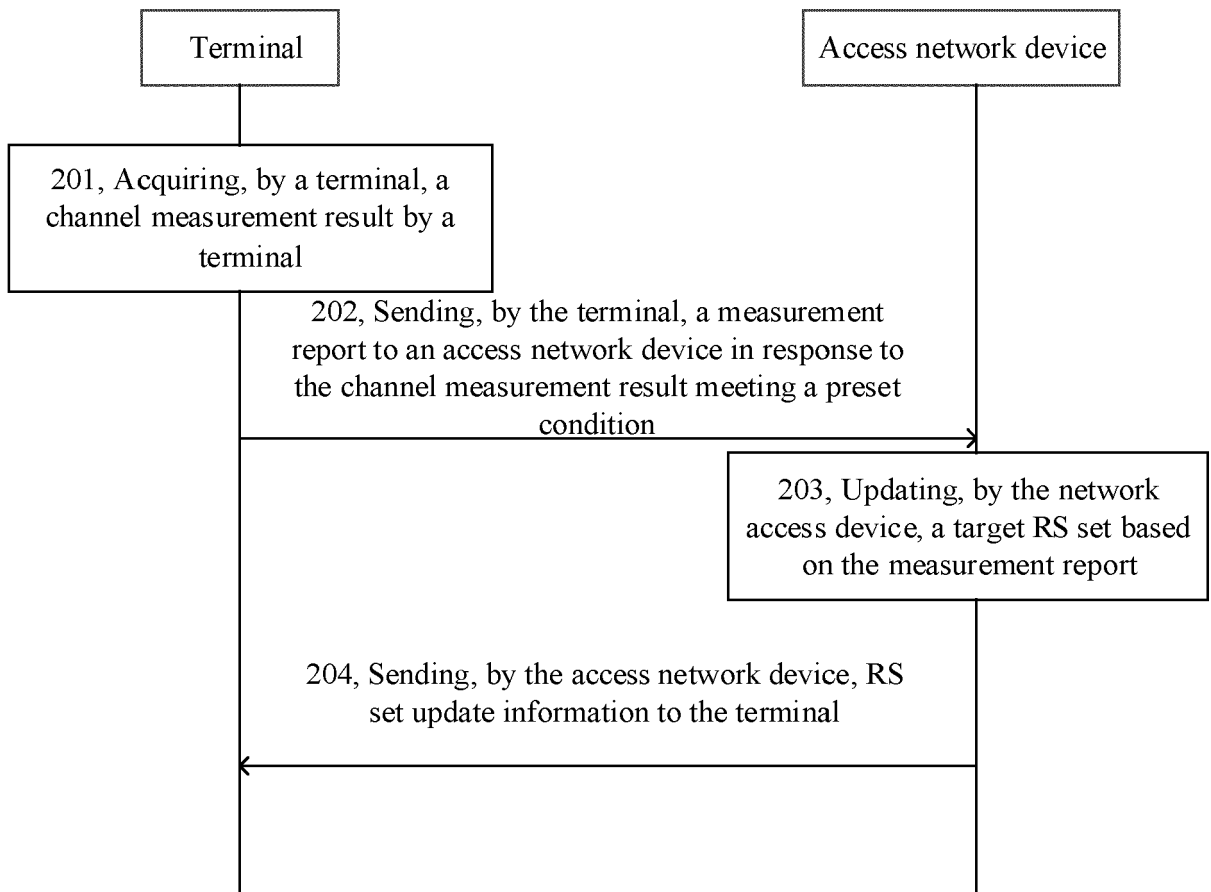 Terminal
Access network device
201, Acquiring, by a terminal, a
channel measurement result by a
terminal
202, Sending, by the terminal, a measurement
report to an access network device in response to
the channel measurement result meeting a preset
condition
203, Updating, by the network
access device, a target RS set based
on the measurement report
204, Sending, by the access network device, RS
set update information to the terminal